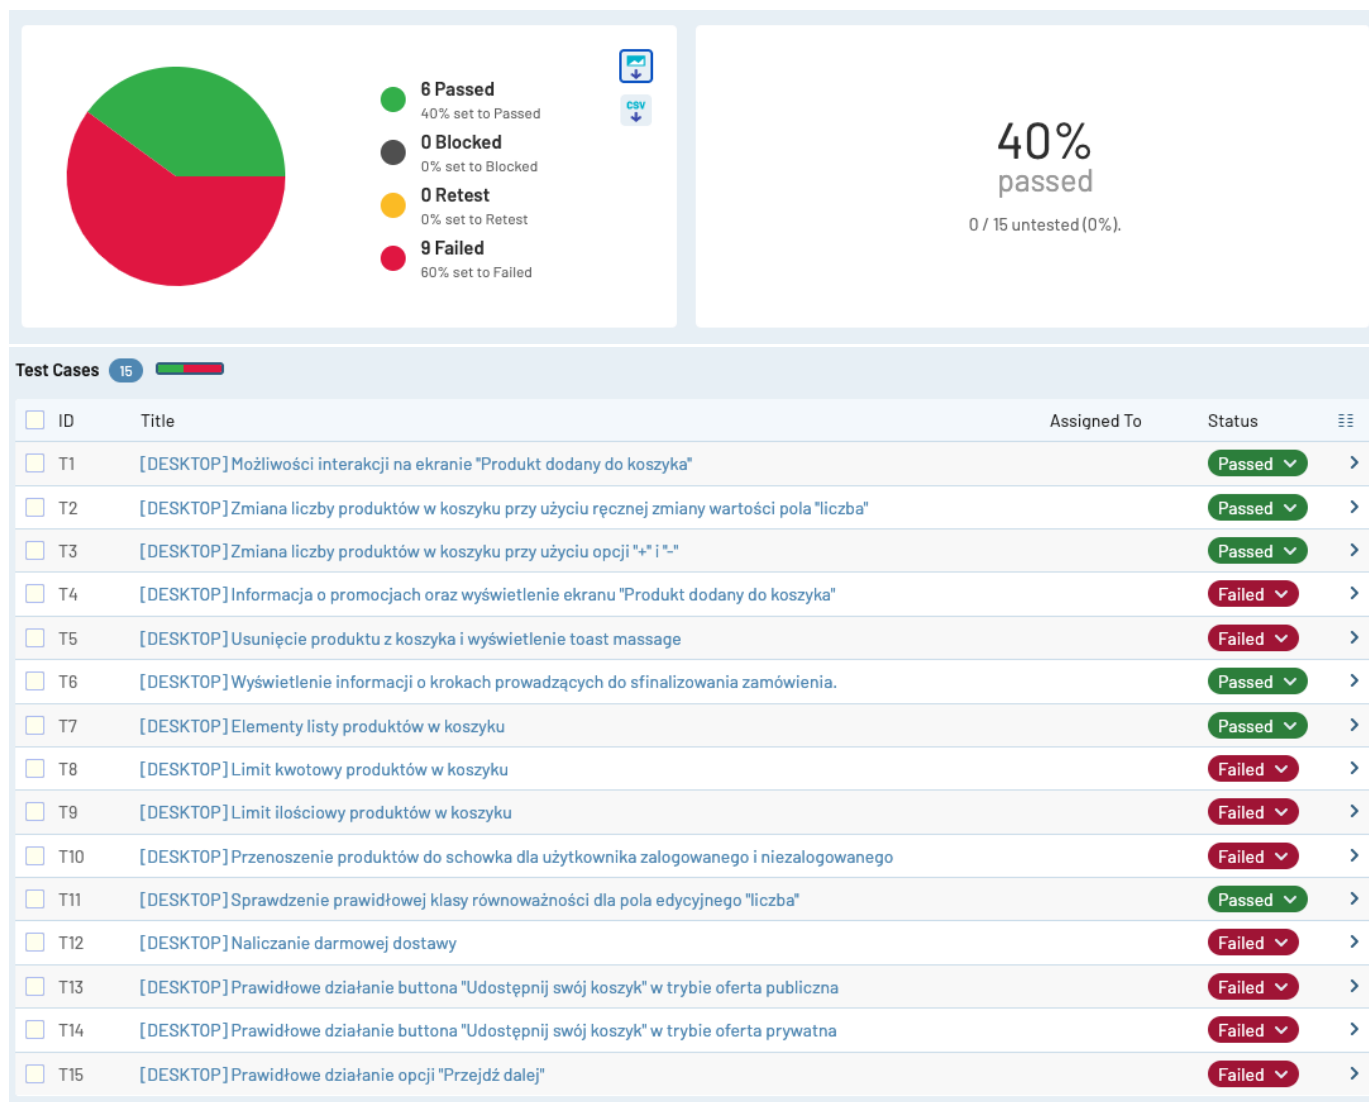 6 Passed
40% set to Passed
0 Blocked
0% set to Blocked
0 Retest
0% set to Retest
9 Failed
60% set to Failed
CSV
40%
passed
0 / 15 untested (0%).
Test Cases 15
ID Title Assigned To Status
T1 [DESKTOP] Możliwości interakcji na ekranie "Produkt dodany do koszyka" Passed
T2 [DESKTOP] Zmiana liczby produktów w koszyku przy użyciu ręcznej zmiany wartości pola "liczba" Passed
T3 [DESKTOP] Zmiana liczby produktów w koszyku przy użyciu opcji "+" i "-" Passed
T4 [DESKTOP] Informacja o promocjach oraz wyświetlenie ekranu "Produkt dodany do koszyka" Failed
T5 [DESKTOP] Usunięcie produktu z koszyka i wyświetlenie toast massage Failed
T6 [DESKTOP] Wyświetlenie informacji o krokach prowadzących do sfinalizowania zamówienia. Passed
T7 [DESKTOP] Elementy listy produktów w koszyku Passed
T8 [DESKTOP] Limit kwotowy produktów w koszyku Failed
T9 [DESKTOP] Limit ilościowy produktów w koszyku Failed
T10 [DESKTOP] Przenoszenie produktów do schowka dla użytkownika zalogowanego i niezalogowanego Failed
T11 [DESKTOP] Sprawdzenie prawidłowej klasy równoważności dla pola edycyjnego "liczba" Passed
T12 [DESKTOP] Naliczanie darmowej dostawy Failed
T13 [DESKTOP] Prawidłowe działanie buttona "Udostępnij swój koszyk" w trybie oferta publiczna Failed
T14 [DESKTOP] Prawidłowe działanie buttona "Udostępnij swój koszyk" w trybie oferta prywatna Failed
T15 [DESKTOP] Prawidłowe działanie opcji "Przejdź dalej" Failed